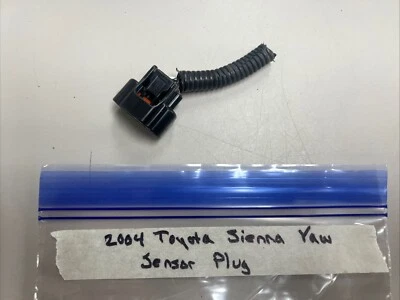 2004 Toyota Sienna Yaw
Sensor Plug